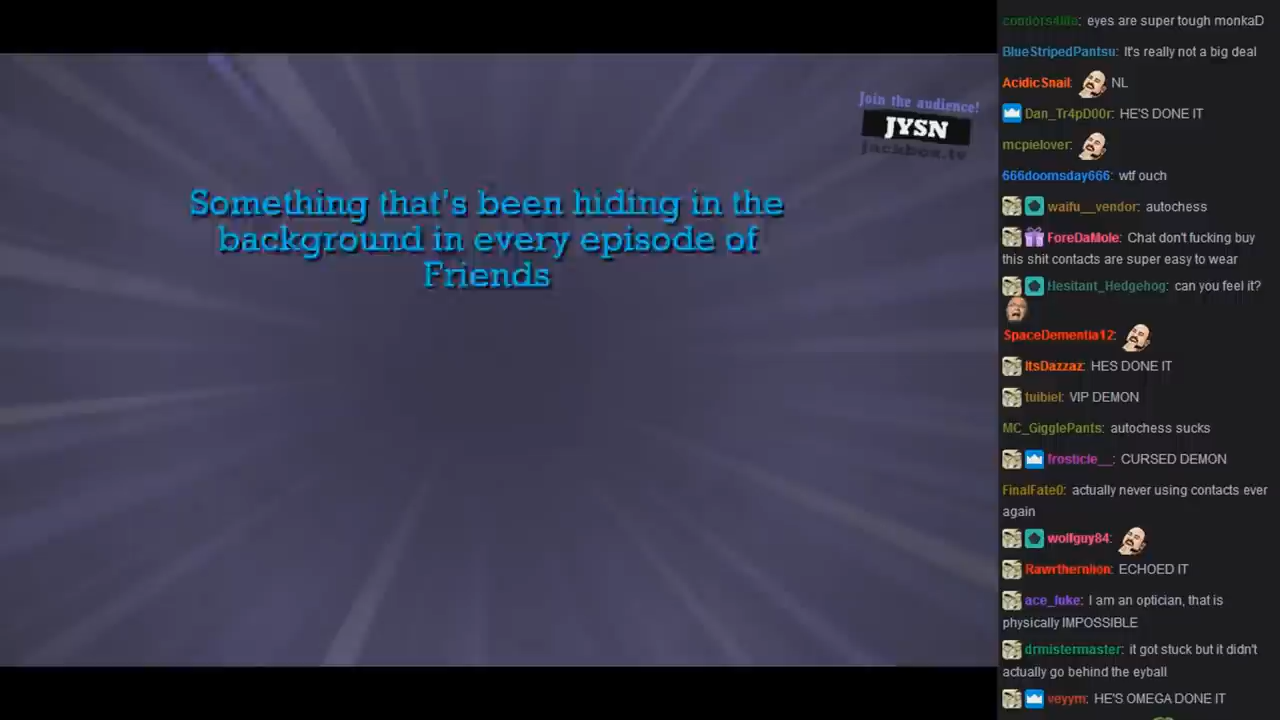 Join the audience!
JYSN
jackbox.tv
Something that's been hiding in the
background in every episode of
Friends
condors4life: eyes are super tough monkaD
BlueStripedPantsu: It's really not a big deal
AcidicSnail: NL
Dan_Tr4pD00r: HE'S DONE IT
mcpielover:
666doomsday666: wtf ouch
waifu__vendor: autochess
ForeDaMole: Chat don't fucking buy
this shit contacts are super easy to wear
Hesitant_Hedgehog: can you feel it?
SpaceDementia12:
ItsDazzaz: HES DONE IT
tuibiel: VIP DEMON
MC_GigglePants: autochess sucks
frosticle__: CURSED DEMON
FinalFate0: actually never using contacts ever
again
wolfguy84:
ECHOED IT
ace_fuke: I am an optician, that is
physically IMPOSSIBLE
drmistermaster: it got stuck but it didn't
actually go behind the eyball
veyym: HE'S OMEGA DONE IT